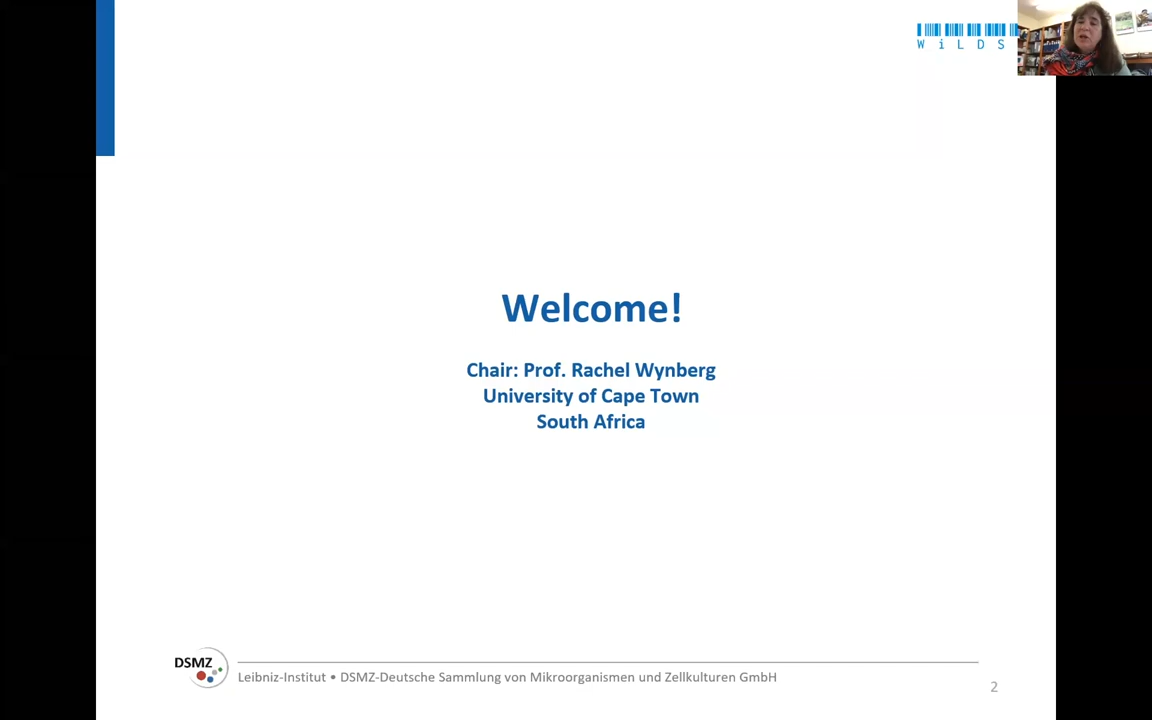 WiLDS
Welcome!
Chair: Prof. Rachel Wynberg
University of Cape Town
South Africa
DSMZ
Leibniz-Institut • DSMZ-Deutsche Sammlung von Mikroorganismen und Zellkulturen GmbH
2